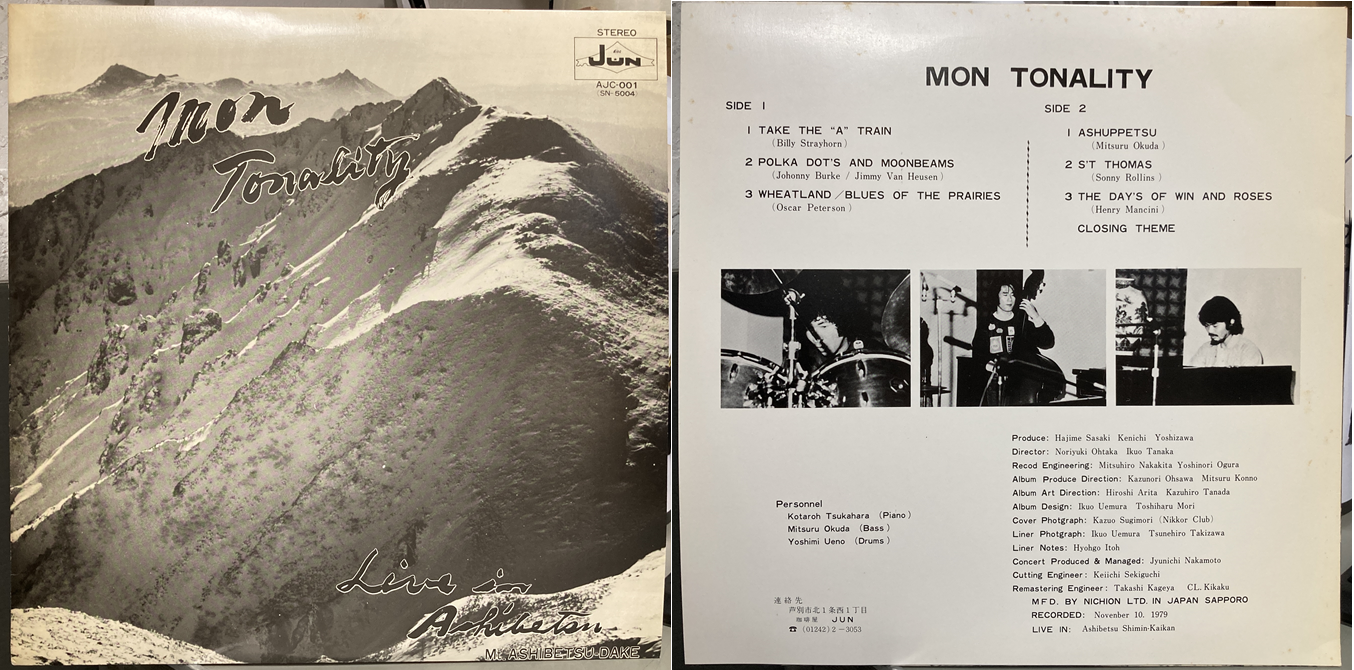 STEREO
JUN
AJC-001
(SN-5004)
Mon
Tonality
Live in
Ashibetsu
Mt. ASHIBETSU-DAKE
MON TONALITY
SIDE 1
1 TAKE THE “A” TRAIN
(Billy Strayhorn)
2 POLKA DOT'S AND MOONBEAMS
(Johonny Burke / Jimmy Van Heusen)
3 WHEATLAND / BLUES OF THE PRAIRIES
(Oscar Peterson)
SIDE 2
1 ASHUPPETSU
(Mitsuru Okuda)
2 S'T THOMAS
(Sonny Rollins)
3 THE DAY'S OF WIN AND ROSES
(Henry Mancini)
CLOSING THEME
Personnel
Kotaroh Tsukahara (Piano)
Mitsuru Okuda (Bass)
Yoshimi Ueno (Drums)
連絡先
芦別市北1条西1丁目
珈琲屋 JUN
☎ (01242) 2-3053
Produce: Hajime Sasaki Kenichi Yoshizawa
Director: Noriyuki Ohtaka Ikuo Tanaka
Recod Engineering: Mitsuhiro Nakakita Yoshinori Ogura
Album Produce Direction: Kazunori Ohsawa Mitsuru Konno
Album Art Direction: Hiroshi Arita Kazuhiro Tanada
Album Design: Ikuo Uemura Toshiharu Mori
Cover Photgraph: Kazuo Sugimori (Nikkor Club)
Liner Photgraph: Ikuo Uemura Tsunehiro Takizawa
Liner Notes: Hyohgo Itoh
Concert Produced & Managed: Jyunichi Nakamoto
Cutting Engineer: Keiichi Sekiguchi
Remastering Engineer: Takashi Kageya CL. Kikaku
MFD. BY NICHION LTD. IN JAPAN SAPPORO
RECORDED: Novenber 10. 1979
LIVE IN: Ashibetsu Shimin-Kaikan